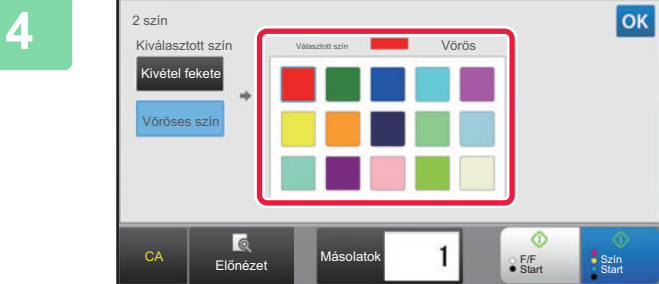 4
2 szín
OK
Kiválasztott szín
Választott szín
Vörös
Kivétel fekete
Vöröses szín
CA
Előnézet
Másolatok
1
F/F
Start
Szín
Start